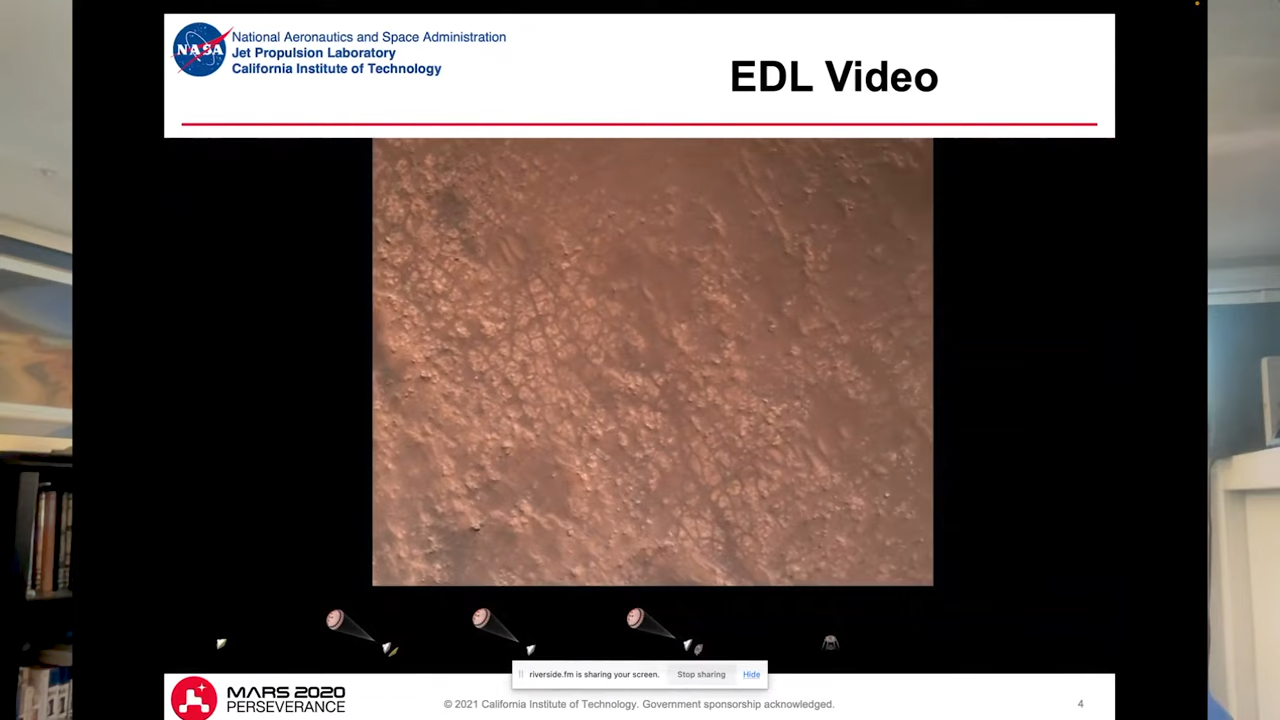 NASA
National Aeronautics and Space Administration
Jet Propulsion Laboratory
California Institute of Technology
EDL Video
riverside.fm is sharing your screen.
Stop sharing
Hide
MARS 2020
PERSEVERANCE
© 2021 California Institute of Technology. Government sponsorship acknowledged.
4